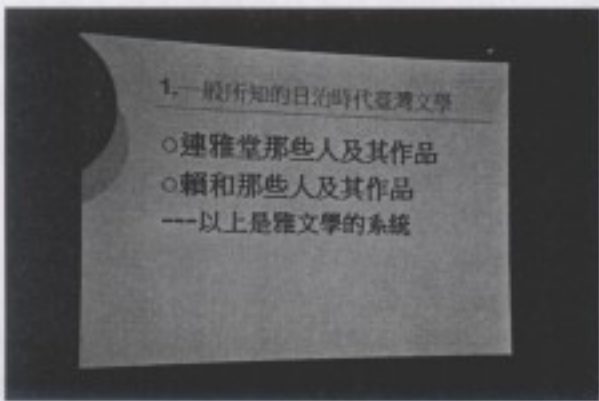 1.一般所知的日治時代臺灣文學
○連雅堂那些人及其作品
○賴和那些人及其作品
---以上是雅文學的系統